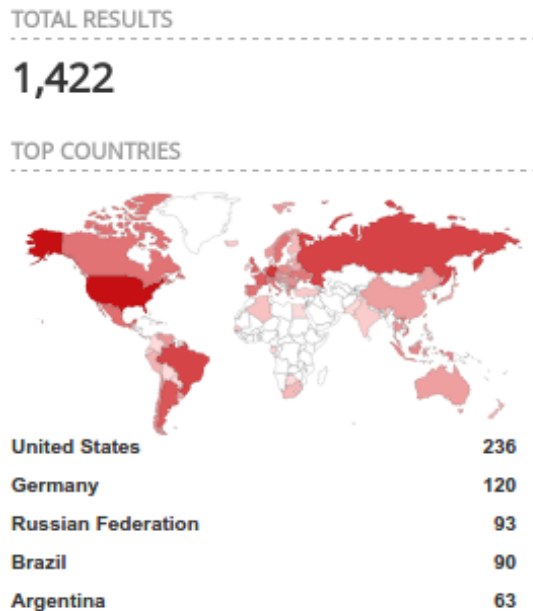 TOTAL RESULTS
1,422
TOP COUNTRIES
United States 236
Germany 120
Russian Federation 93
Brazil 90
Argentina 63